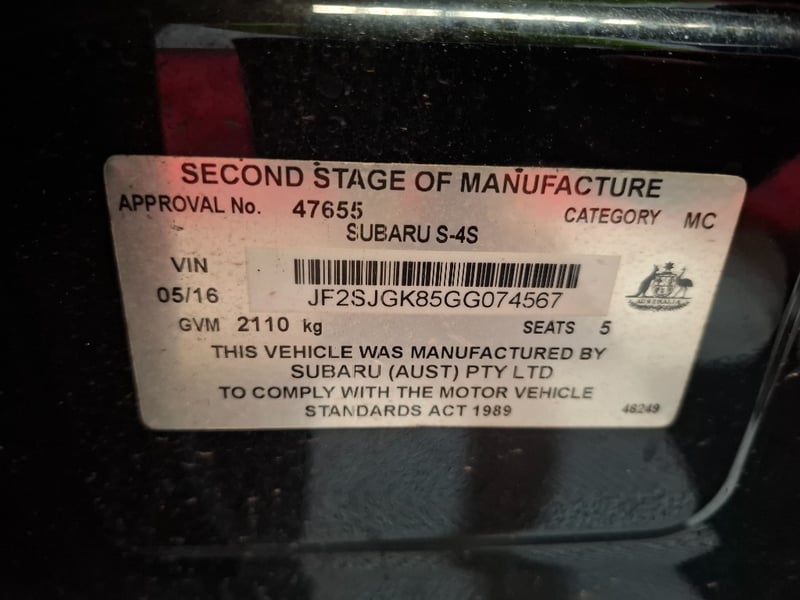 SECOND STAGE OF MANUFACTURE
APPROVAL No. 47655 CATEGORY MC
SUBARU S-4S
VIN
05/16 JF2SJGK85GG074567
AUSTRALIA
GVM 2110 kg SEATS 5
THIS VEHICLE WAS MANUFACTURED BY
SUBARU (AUST) PTY LTD
TO COMPLY WITH THE MOTOR VEHICLE
STANDARDS ACT 1989
46249